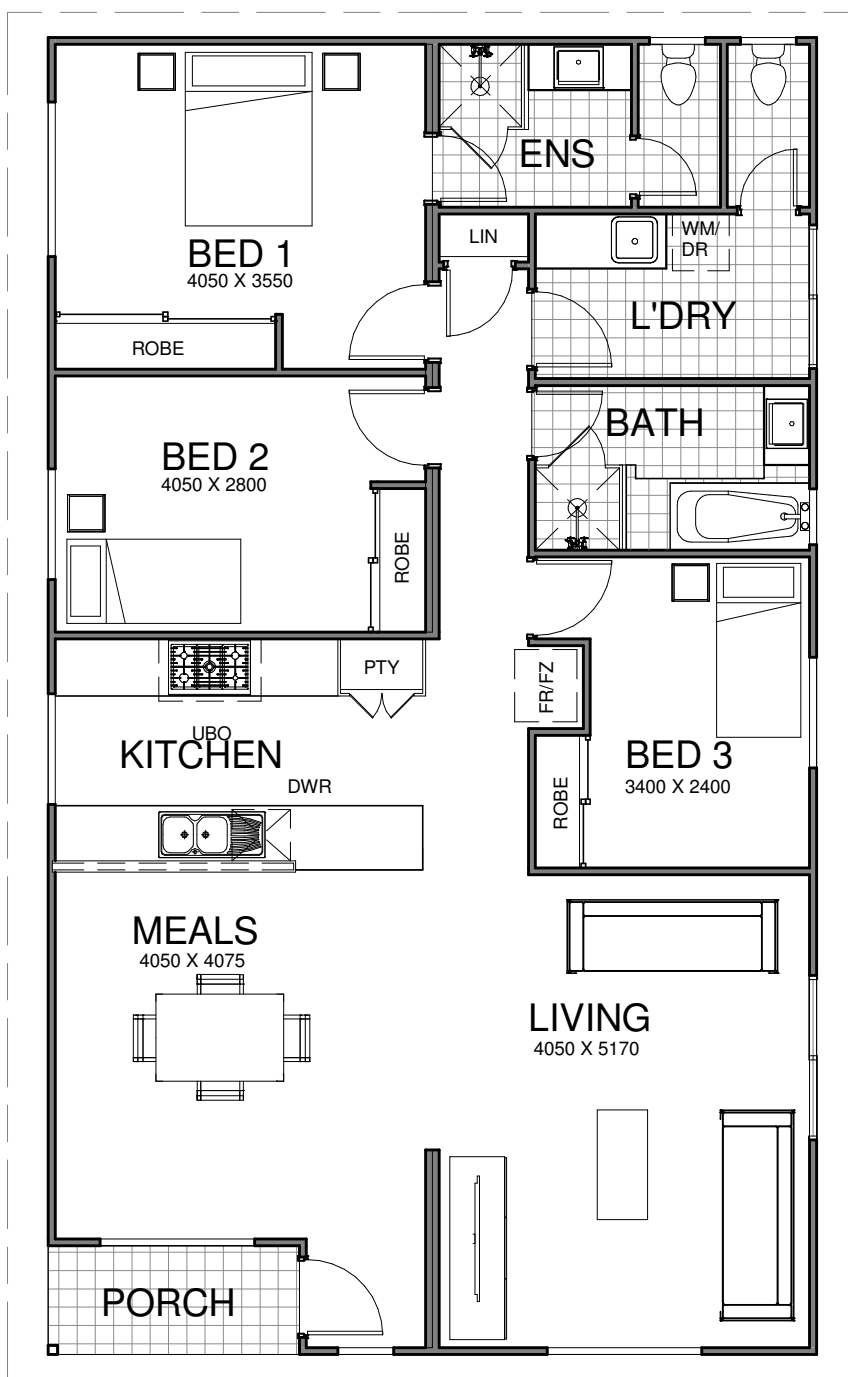 ENS
BED 1
4050 X 3550
ROBE
LIN
WM/
DR
L'DRY
BED 2
4050 X 2800
ROBE
BATH
PTY
FR/FZ
UBO
KITCHEN
DWR
BED 3
3400 X 2400
ROBE
MEALS
4050 X 4075
LIVING
4050 X 5170
PORCH